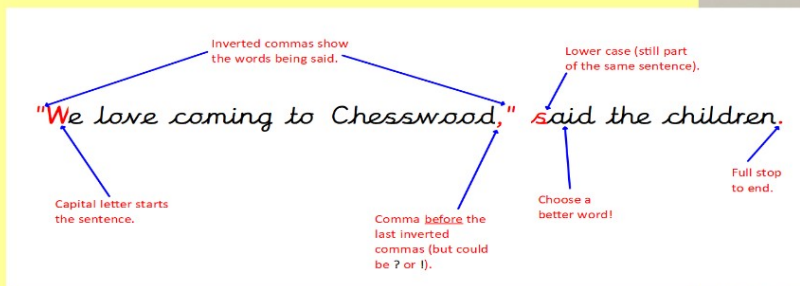 Inverted commas show
the words being said.
Lower case (still part
of the same sentence).
"We love coming to Chesswood," said the children.
Capital letter starts
the sentence.
Comma before the
last inverted
commas (but could
be ? or !).
Choose a
better word!
Full stop
to end.